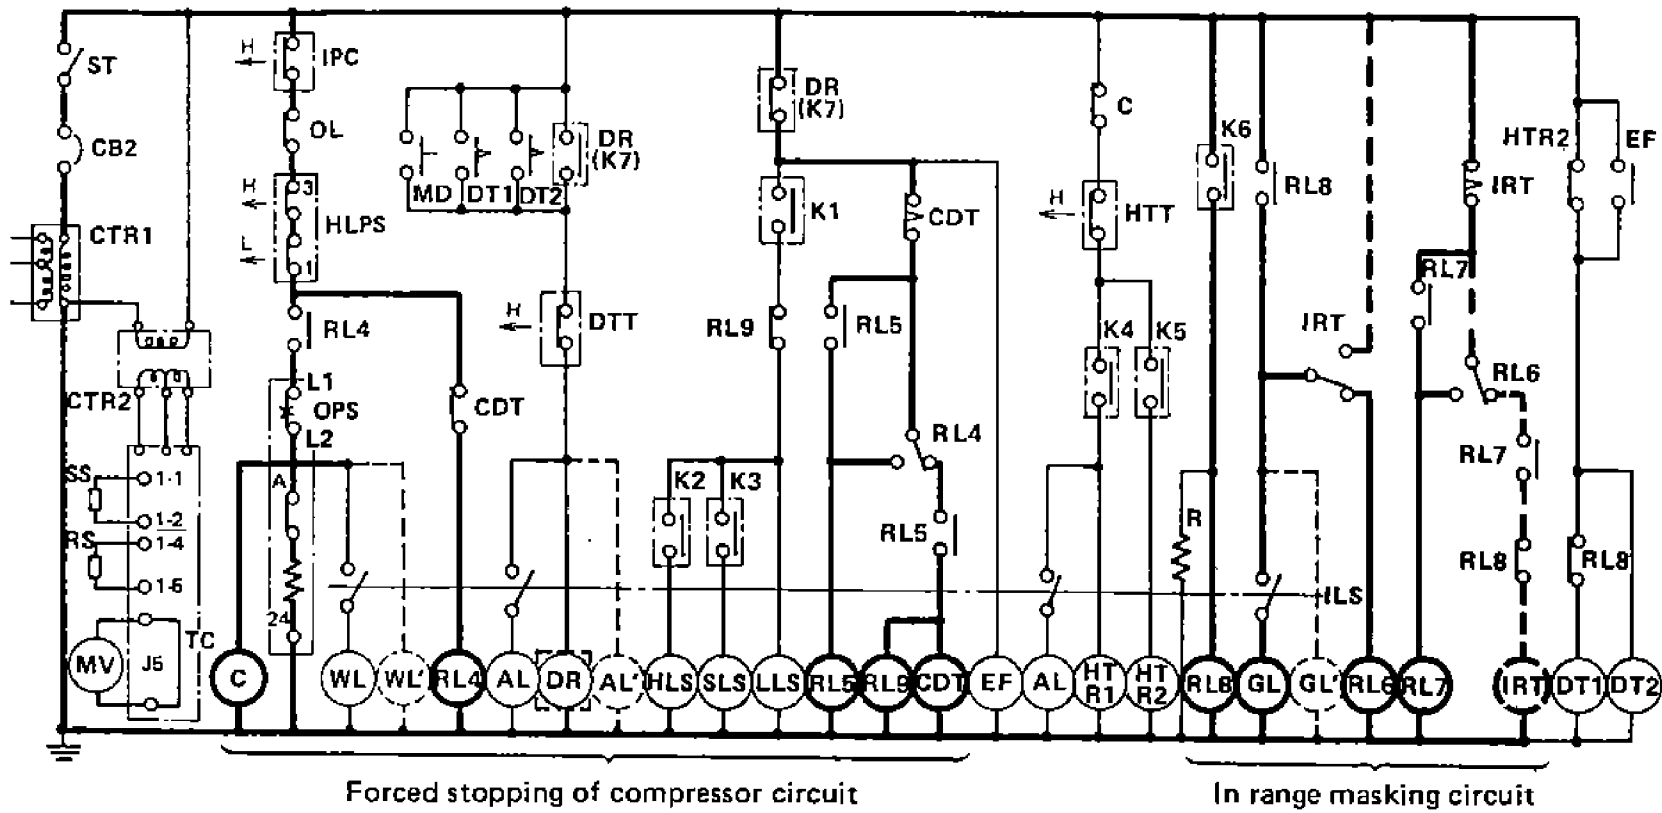 ST
CB2
CTR1
CTR2
SS
RS
1-1
1-2
1-4
1-5
MV
J5
TC
H
IPC
OL
H
3
HLPS
L
1
RL4
L1
OPS
L2
A
24
CDT
MD
DT1
DT2
DR
(K7)
H
DTT
DR
(K7)
K1
CDT
RL9
RL5
RL4
K2
K3
RL5
C
H
HTT
K4
K5
K6
RL8
R
IRT
IRT
RL7
RL6
RL7
RL8
ILS
HTR2
EF
RL8
C
WL
WL'
RL4
AL
DR
AL'
HLS
SLS
LLS
RL5
RL9
CDT
EF
AL
HT
R1
HT
R2
RL8
GL
GL'
RL6
RL7
IRT
DT1
DT2
Forced stopping of compressor circuit
In range masking circuit